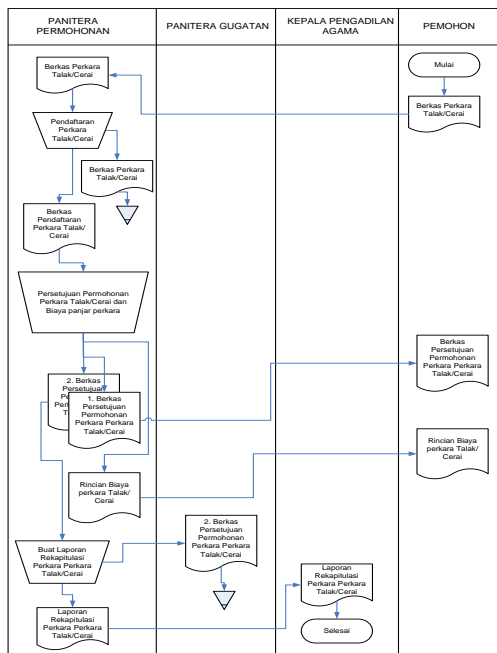 PANITERA
PERMOHONAN
PANITERA GUGATAN
KEPALA PENGADILAN
AGAMA
PEMOHON
Mulai
Berkas Perkara
Talak/Cerai
Berkas Perkara
Talak/Cerai
Pendaftaran
Perkara
Talak/Cerai
Berkas Perkara
Talak/Cerai
Berkas
Pendaftaran
Perkara Talak/
Cerai
Persetujuan Permohonan
Perkara Talak/Cerai dan
Biaya panjar perkara
2. Berkas
Persetujuan
1. Berkas
Persetujuan
Permohonan
Perkara Perkara
Talak/Cerai
Berkas
Persetujuan
Permohonan
Perkara Perkara
Talak/Cerai
Rincian Biaya
perkara Talak/
Cerai
Rincian Biaya
perkara Talak/
Cerai
Buat Laporan
Rekapitulasi
Perkara Perkara
Talak/Cerai
2. Berkas
Persetujuan
Permohonan
Perkara Perkara
Talak/Cerai
Laporan
Rekapitulasi
Perkara Perkara
Talak/Cerai
Laporan
Rekapitulasi
Perkara Perkara
Talak/Cerai
Selesai